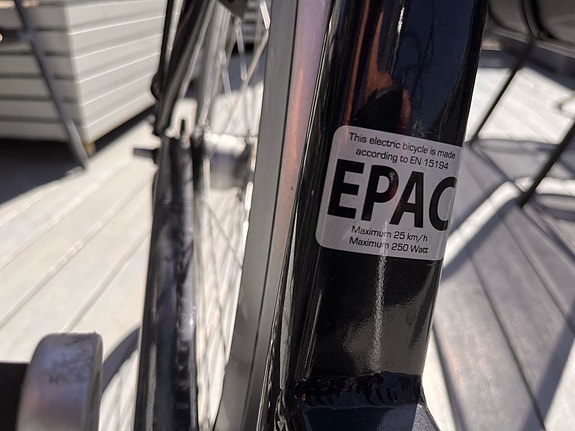 This electric bicycle is made
according to EN 15194
EPAC
Maximum 25 km/h
Maximum 250 Watt